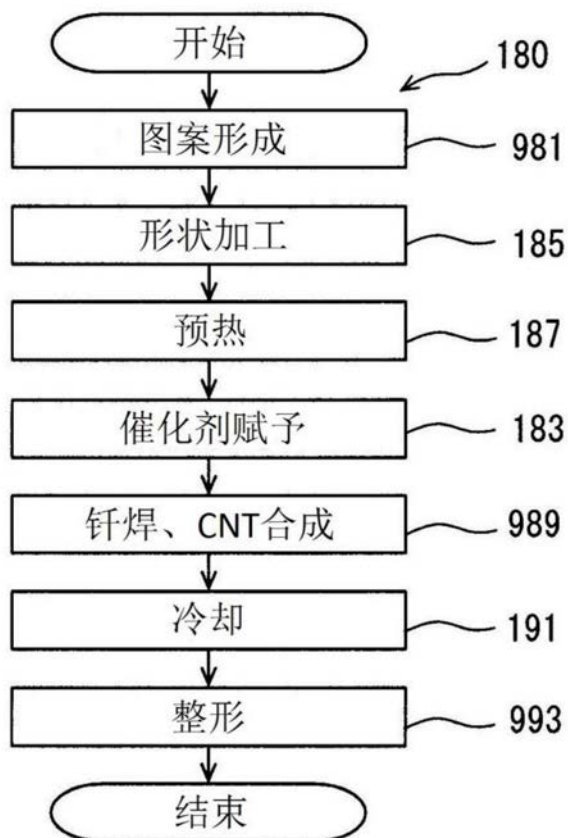 开始
180
图案形成
981
形状加工
185
预热
187
催化剂赋予
183
钎焊、CNT合成
989
冷却
191
整形
993
结束